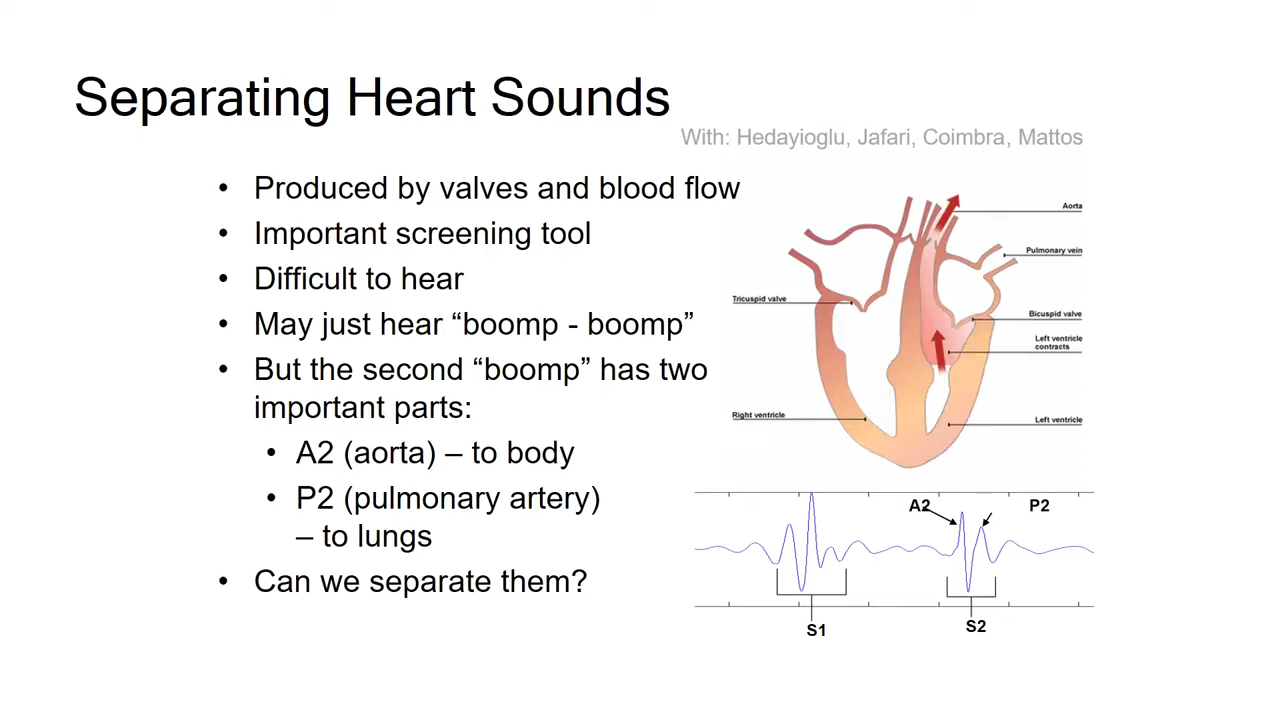 Separating Heart Sounds
With: Hedayioglu, Jafari, Coimbra, Mattos
• Produced by valves and blood flow
• Important screening tool
• Difficult to hear
• May just hear “boomp - boomp”
• But the second “boomp” has two
important parts:
• A2 (aorta) – to body
• P2 (pulmonary artery)
– to lungs
• Can we separate them?
Aorta
Pulmonary vein
Tricuspid valve
Bicuspid valve
Left ventricle
contracts
Right ventricle
Left ventricle
A2
P2
S1
S2